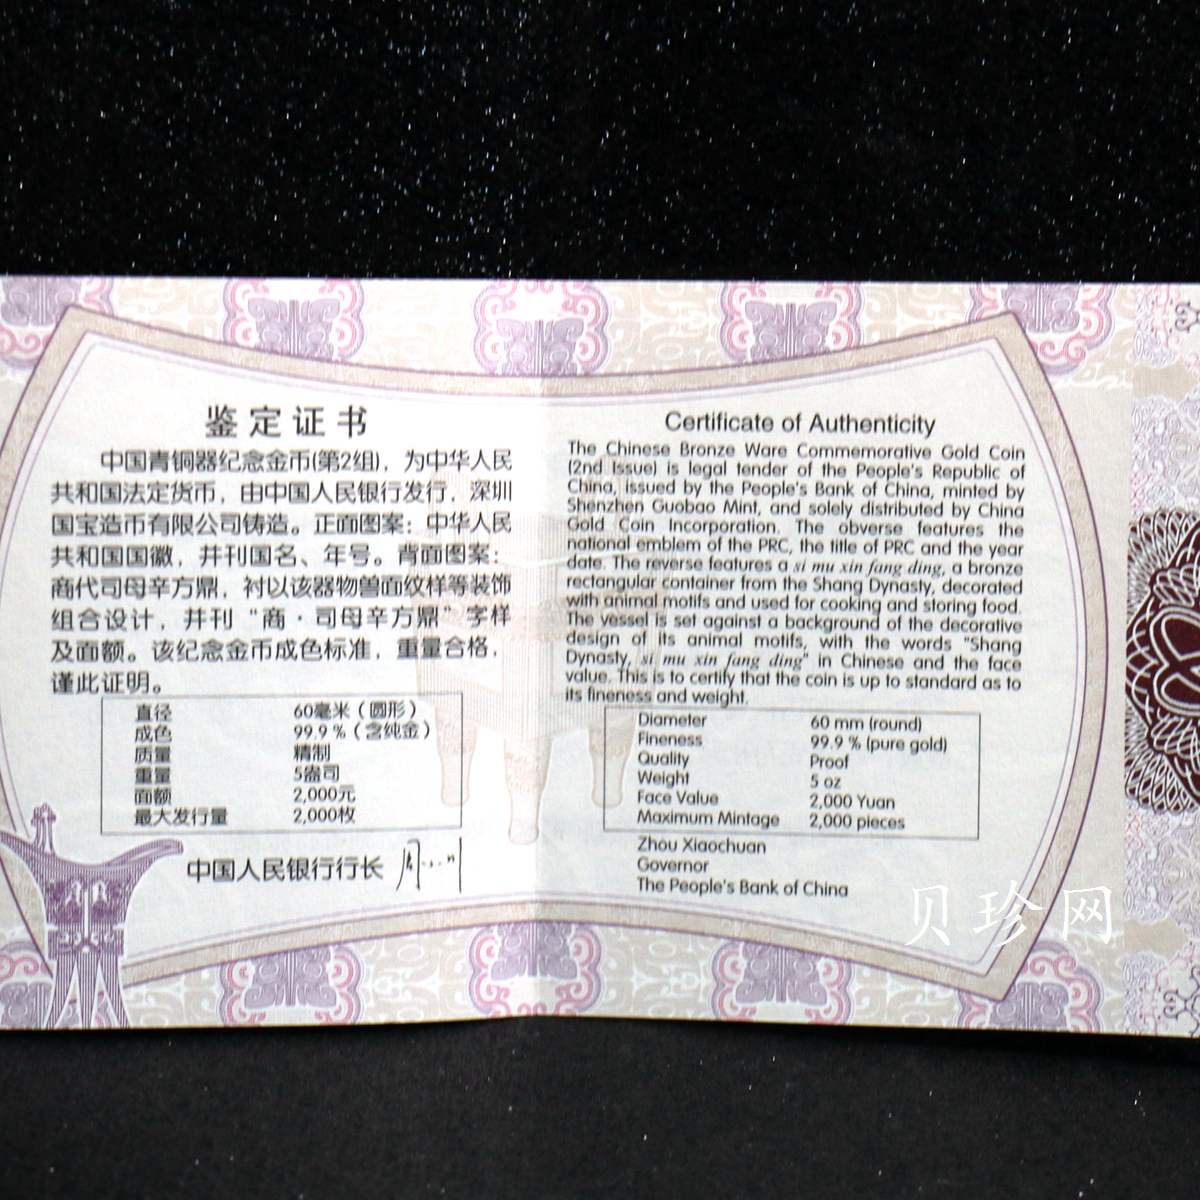 鉴定证书
中国青铜器纪念金币(第2组)，为中华人民
共和国法定货币，由中国人民银行发行，深圳
国宝造币有限公司铸造。正面图案：中华人民
共和国国徽，并刊国名、年号。背面图案：
商代司母辛方鼎，衬以该器物兽面纹样等装饰
组合设计，并刊“商·司母辛方鼎”字样
及面额。该纪念金币成色标准，重量合格，
谨此证明。
直径 60毫米（圆形）
成色 99.9％（含纯金）
质量 精制
重量 5盎司
面额 2,000元
最大发行量 2,000枚
中国人民银行行长 周小川
Certificate of Authenticity
The Chinese Bronze Ware Commemorative Gold Coin
(2nd Issue) is legal tender of the People's Republic of
China, issued by the People's Bank of China, minted by
Shenzhen Guobao Mint, and solely distributed by China
Gold Coin Incorporation. The obverse features the
national emblem of the PRC, the title of PRC and the year
date. The reverse features a si mu xin fang ding, a bronze
rectangular container from the Shang Dynasty, decorated
with animal motifs and used for cooking and storing food.
The vessel is set against a background of the decorative
design of its animal motifs, with the words "Shang
Dynasty, si mu xin fang ding" in Chinese and the face
value. This is to certify that the coin is up to standard as to
its fineness and weight.
Diameter 60 mm (round)
Fineness 99.9 % (pure gold)
Quality Proof
Weight 5 oz
Face Value 2,000 Yuan
Maximum Mintage 2,000 pieces
Zhou Xiaochuan
Governor
The People's Bank of China
贝珍网